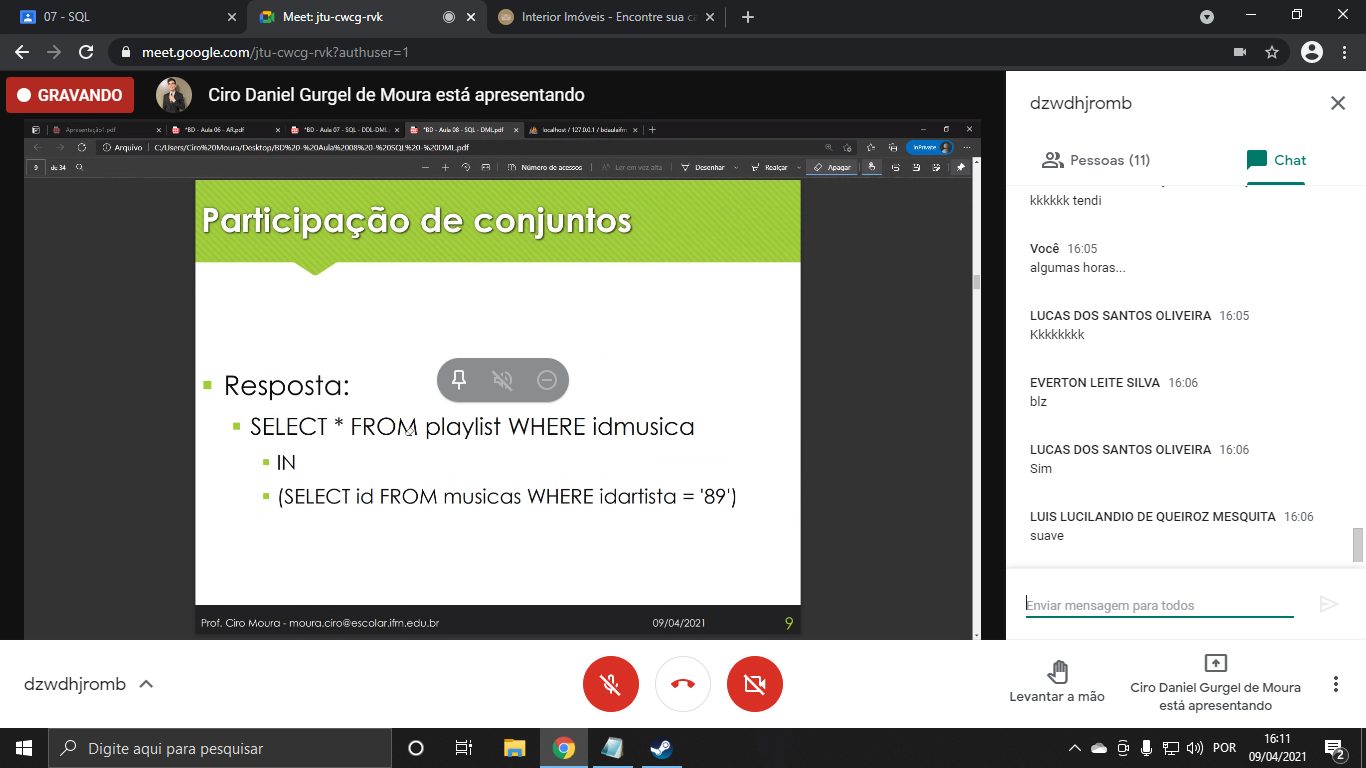 07 - SQL
Meet: jtu-cwcg-rvk
Interior Imóveis - Encontre sua ca
meet.google.com/jtu-cwcg-rvk?authuser=1
GRAVANDO
Ciro Daniel Gurgel de Moura está apresentando
Apresentação1.pdf
*BD - Aula 06 - AR.pdf
*BD - Aula 07 - SQL - DDL-DML.
*BD - Aula 08 - SQL - DML.pdf
localhost / 127.0.0.1 / bdaulaifrn
Arquivo
C:/Users/Ciro%20Moura/Desktop/BD%20-%20Aula%2008%20-%20SQL%20-%20DML.pdf
InPrivate
9 de 34
Número de acessos
Ler em voz alta
Desenhar
Realçar
Apagar
Participação de conjuntos
Resposta:
SELECT * FROM playlist WHERE idmusica
IN
(SELECT id FROM musicas WHERE idartista = '89')
Prof. Ciro Moura - moura.ciro@escolar.ifrn.edu.br
09/04/2021
9
dzwdhjromb
Pessoas (11)
Chat
kkkkkk tendi
Você 16:05
algumas horas...
LUCAS DOS SANTOS OLIVEIRA 16:05
Kkkkkkkk
EVERTON LEITE SILVA 16:06
blz
LUCAS DOS SANTOS OLIVEIRA 16:06
Sim
LUIS LUCILANDIO DE QUEIROZ MESQUITA 16:06
suave
Enviar mensagem para todos
dzwdhjromb
Levantar a mão
Ciro Daniel Gurgel de Moura
está apresentando
Digite aqui para pesquisar
POR
16:11
09/04/2021
2